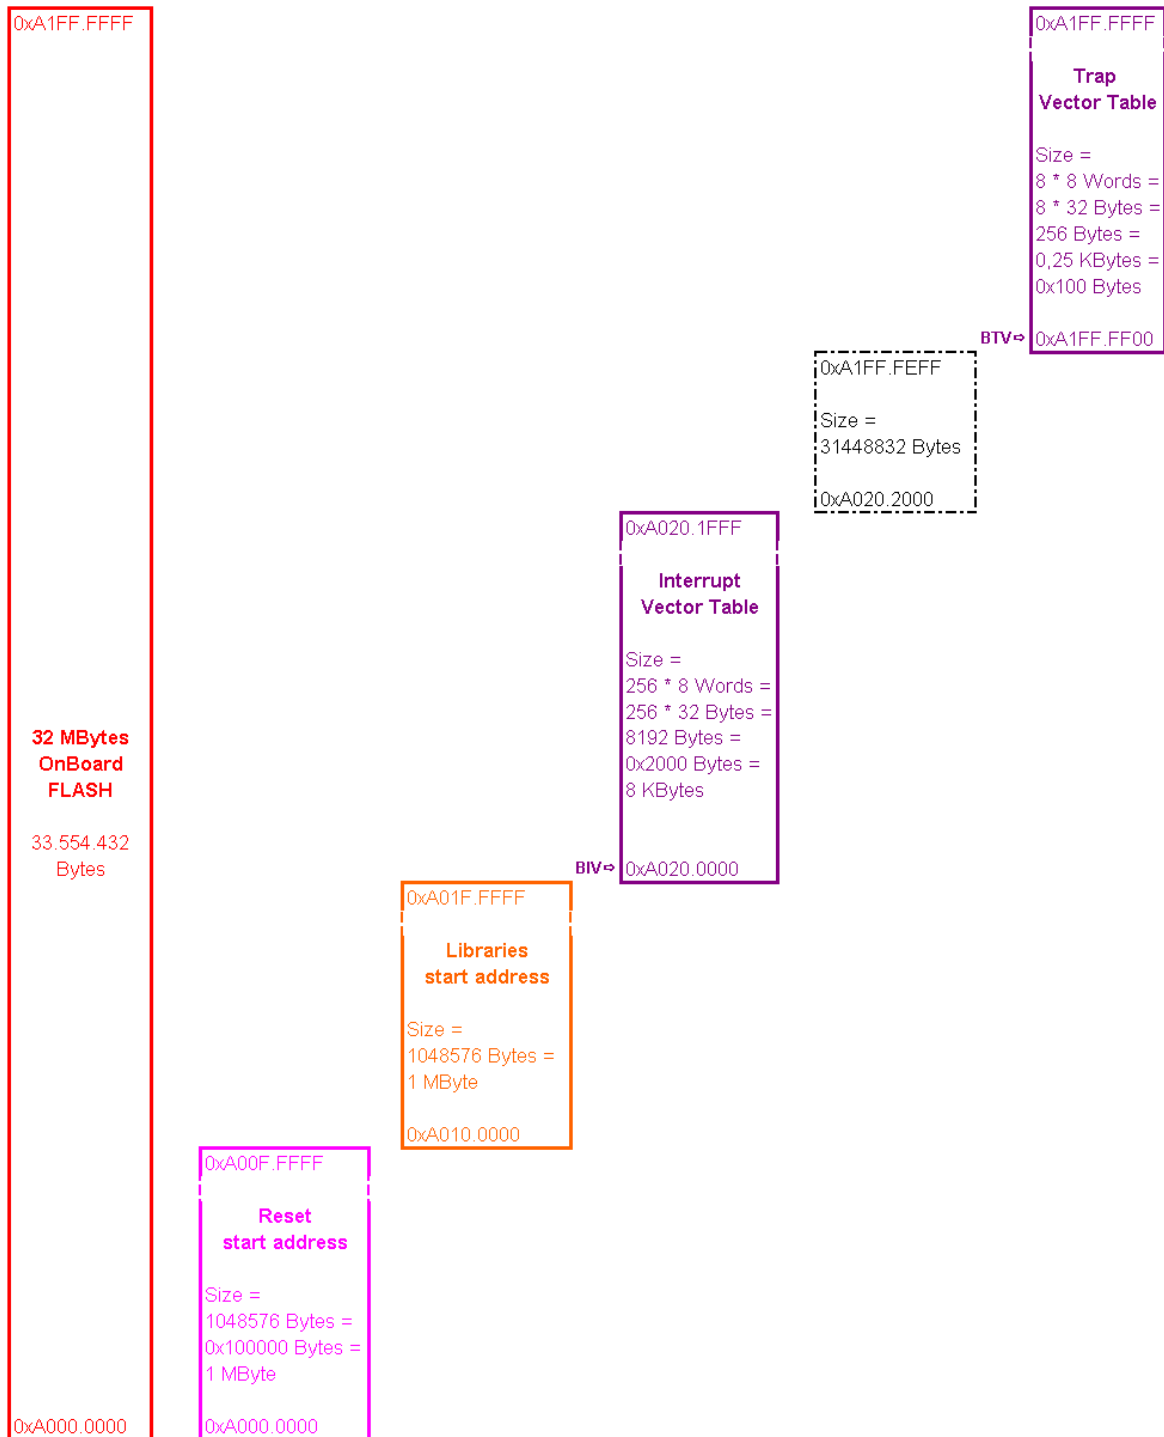 0xA1FF.FFFF
32 MBytes
OnBoard
FLASH
33.554.432
Bytes
0xA000.0000
0xA00F.FFFF
Reset
start address
Size =
1048576 Bytes =
0x100000 Bytes =
1 MByte
0xA000.0000
0xA01F.FFFF
Libraries
start address
Size =
1048576 Bytes =
1 MByte
0xA010.0000
0xA020.1FFF
Interrupt
Vector Table
Size =
256 * 8 Words =
256 * 32 Bytes =
8192 Bytes =
0x2000 Bytes =
8 KBytes
BIV⇨ 0xA020.0000
0xA1FF.FEFF
Size =
31448832 Bytes
0xA020.2000
0xA1FF.FFFF
Trap
Vector Table
Size =
8 * 8 Words =
8 * 32 Bytes =
256 Bytes =
0,25 KBytes =
0x100 Bytes
BTV⇨ 0xA1FF.FF00